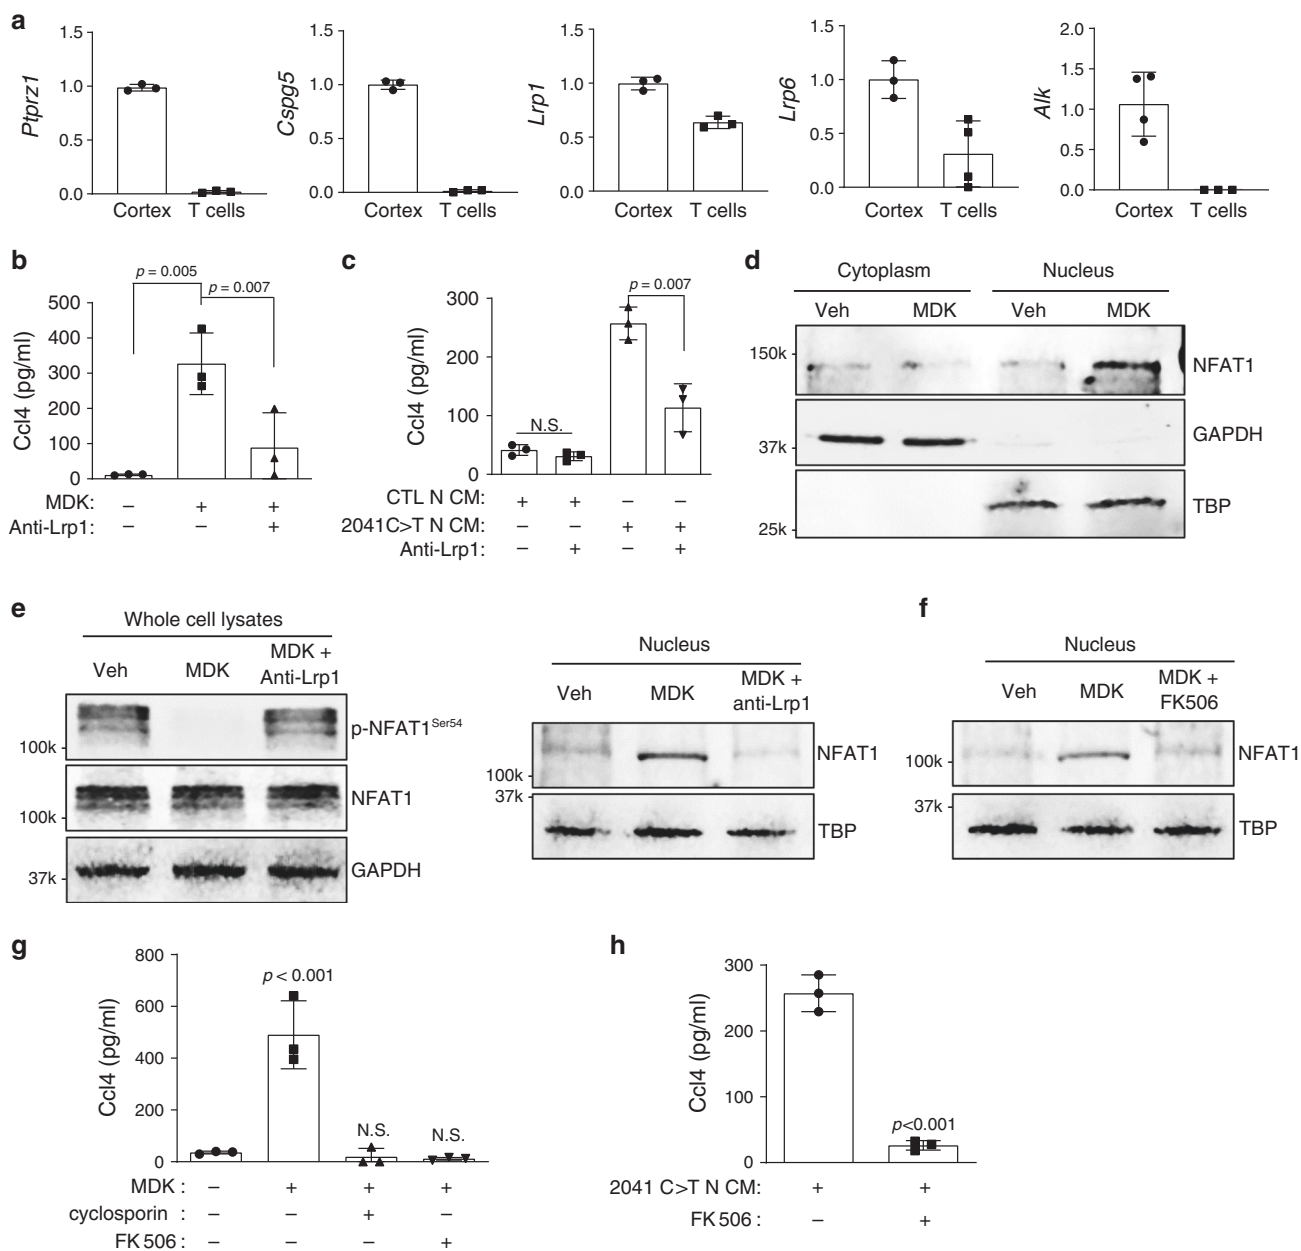 a
Ptprz1
1.5
1.0
0.5
0.0
Cortex T cells
Cspg5
1.5
1.0
0.5
0.0
Cortex T cells
Lrp1
1.5
1.0
0.5
0.0
Cortex T cells
Lrp6
1.5
1.0
0.5
0.0
Cortex T cells
Alk
2.0
1.5
1.0
0.5
0.0
Cortex T cells
b
p = 0.005
p = 0.007
Ccl4 (pg/ml)
500
400
300
200
100
0
MDK: – + +
Anti-Lrp1: – – +
c
p = 0.007
N.S.
Ccl4 (pg/ml)
300
200
100
0
CTL N CM: + + – –
2041C>T N CM: – – + +
Anti-Lrp1: – + – +
d
Cytoplasm Nucleus
Veh MDK Veh MDK
150k
NFAT1
37k
GAPDH
25k
TBP
e
Whole cell lysates
Veh MDK MDK + Anti-Lrp1
100k
p-NFAT1Ser54
100k
NFAT1
37k
GAPDH
Nucleus
Veh MDK MDK + anti-Lrp1
100k
NFAT1
37k
TBP
f
Nucleus
Veh MDK MDK + FK506
100k
NFAT1
37k
TBP
g
Ccl4 (pg/ml)
800
600
400
200
0
p < 0.001
N.S.
N.S.
MDK : – + + +
cyclosporin : – – + –
FK506 : – – – +
h
Ccl4 (pg/ml)
300
200
100
0
p<0.001
2041 C>T N CM: + +
FK506 : – +